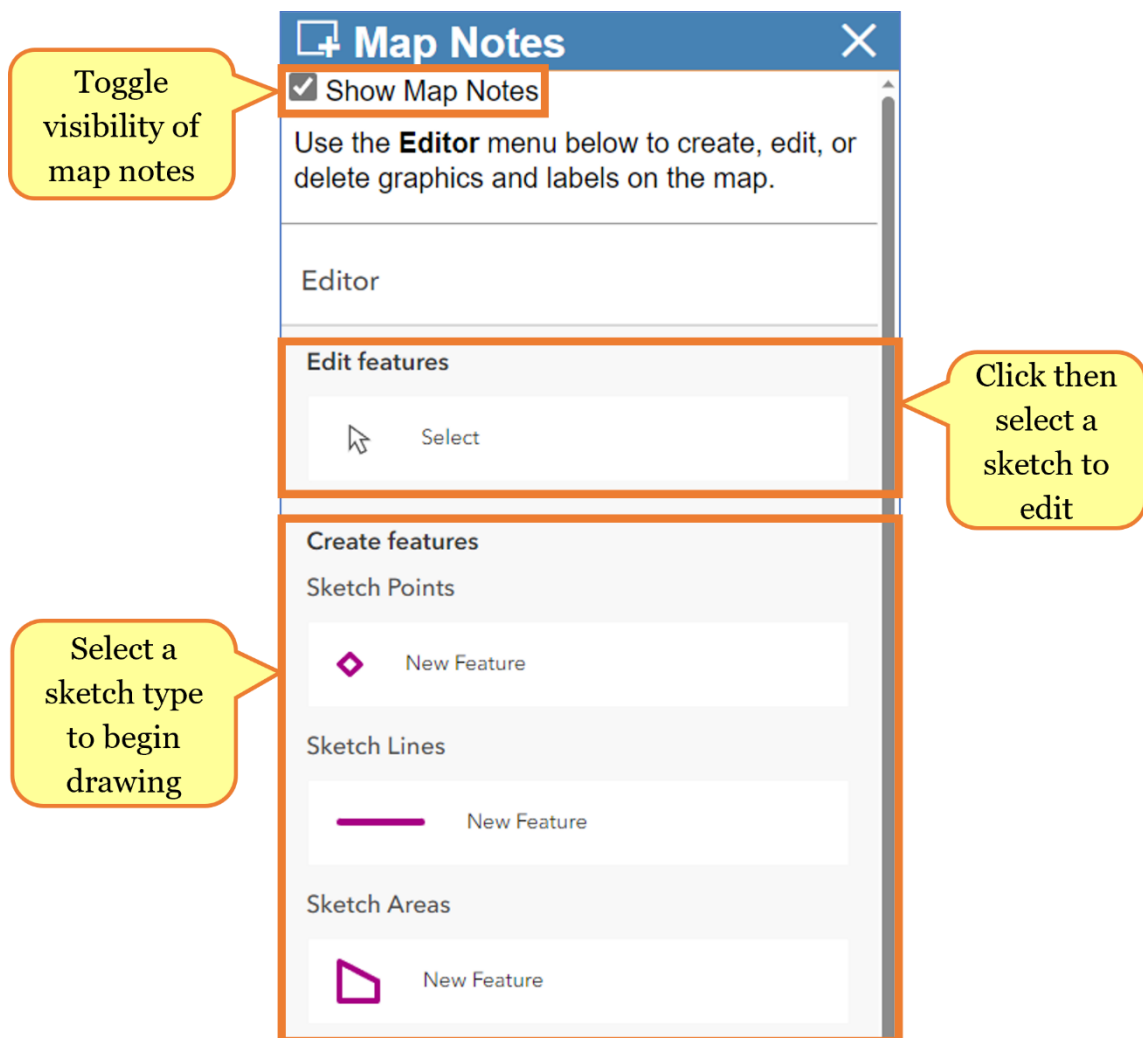 Map Notes
Toggle
visibility of
map notes
Show Map Notes
Use the Editor menu below to create, edit, or
delete graphics and labels on the map.
Editor
Edit features
Select
Click then
select a
sketch to
edit
Create features
Sketch Points
New Feature
Select a
sketch type
to begin
drawing
Sketch Lines
New Feature
Sketch Areas
New Feature